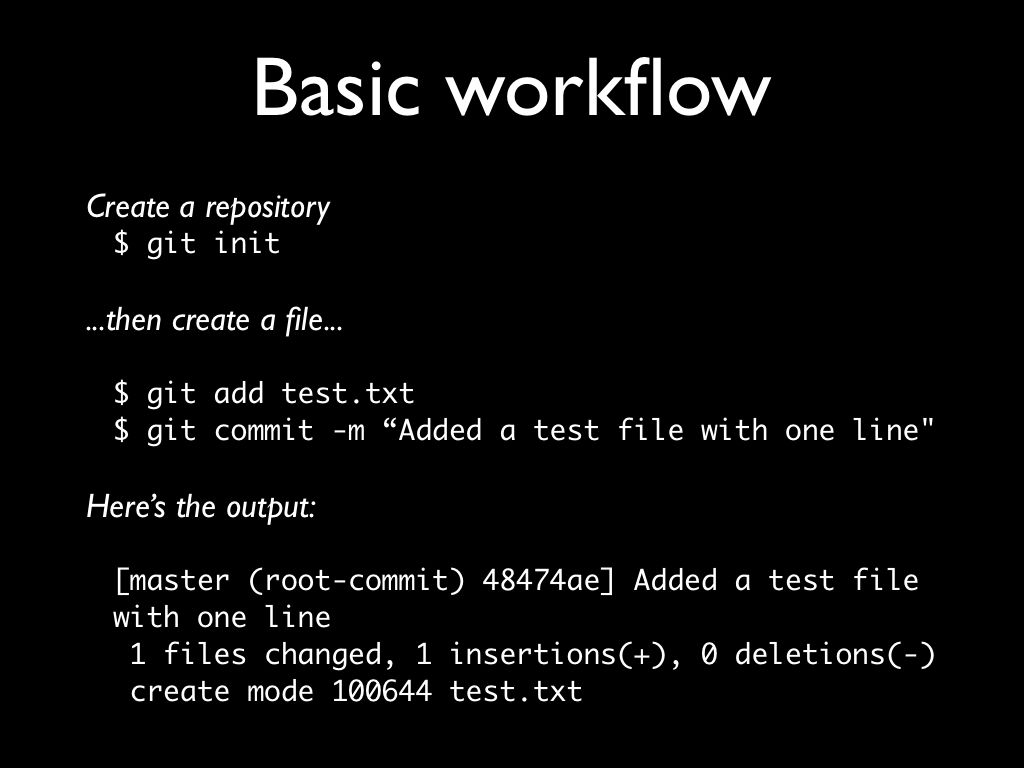 Basic workflow
Create a repository
$ git init
...then create a file...
$ git add test.txt
$ git commit -m “Added a test file with one line"
Here’s the output:
[master (root-commit) 48474ae] Added a test file
with one line
1 files changed, 1 insertions(+), 0 deletions(-)
create mode 100644 test.txt